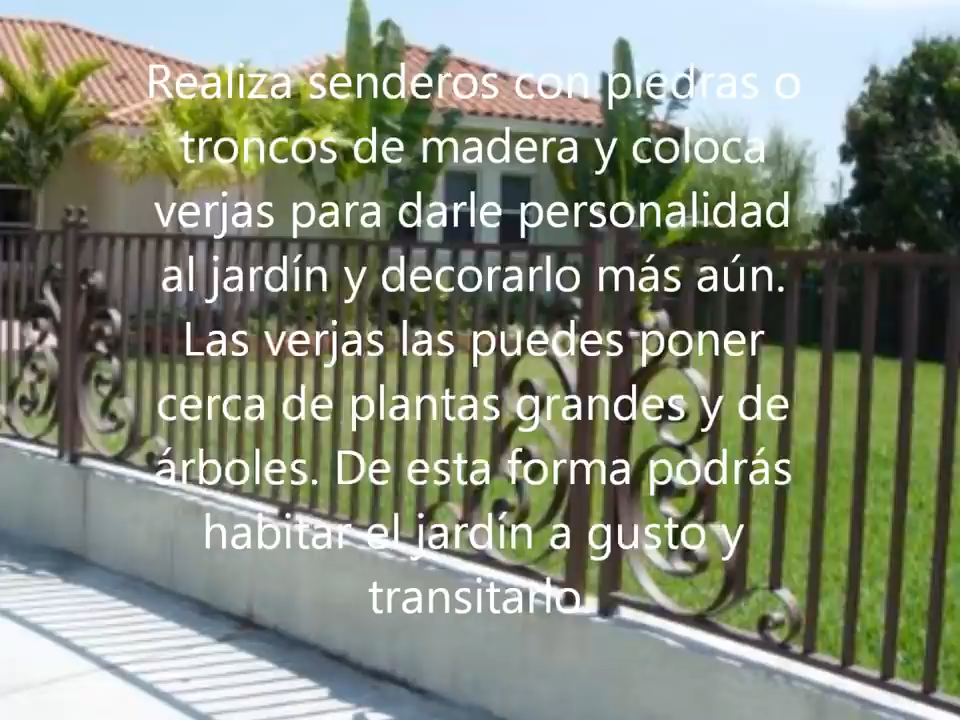 Realiza senderos con piedras o
troncos de madera y coloca
verjas para darle personalidad
al jardín y decorarlo más aún.
Las verjas las puedes poner
cerca de plantas grandes y de
árboles. De esta forma podrás
habitar el jardín a gusto y
transitarlo